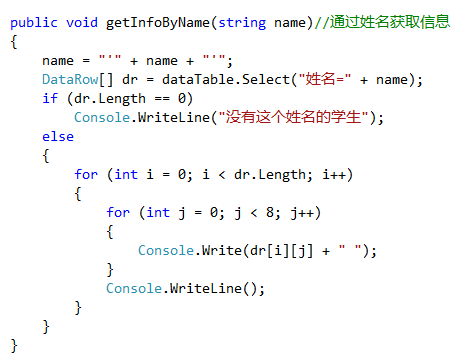 public void getInfoByName(string name)//通过姓名获取信息
{
name = "'" + name + "'";
DataRow[] dr = dataTable.Select("姓名=" + name);
if (dr.Length == 0)
Console.WriteLine("没有这个姓名的学生");
else
{
for (int i = 0; i < dr.Length; i++)
{
for (int j = 0; j < 8; j++)
{
Console.Write(dr[i][j] + " ");
}
Console.WriteLine();
}
}
}